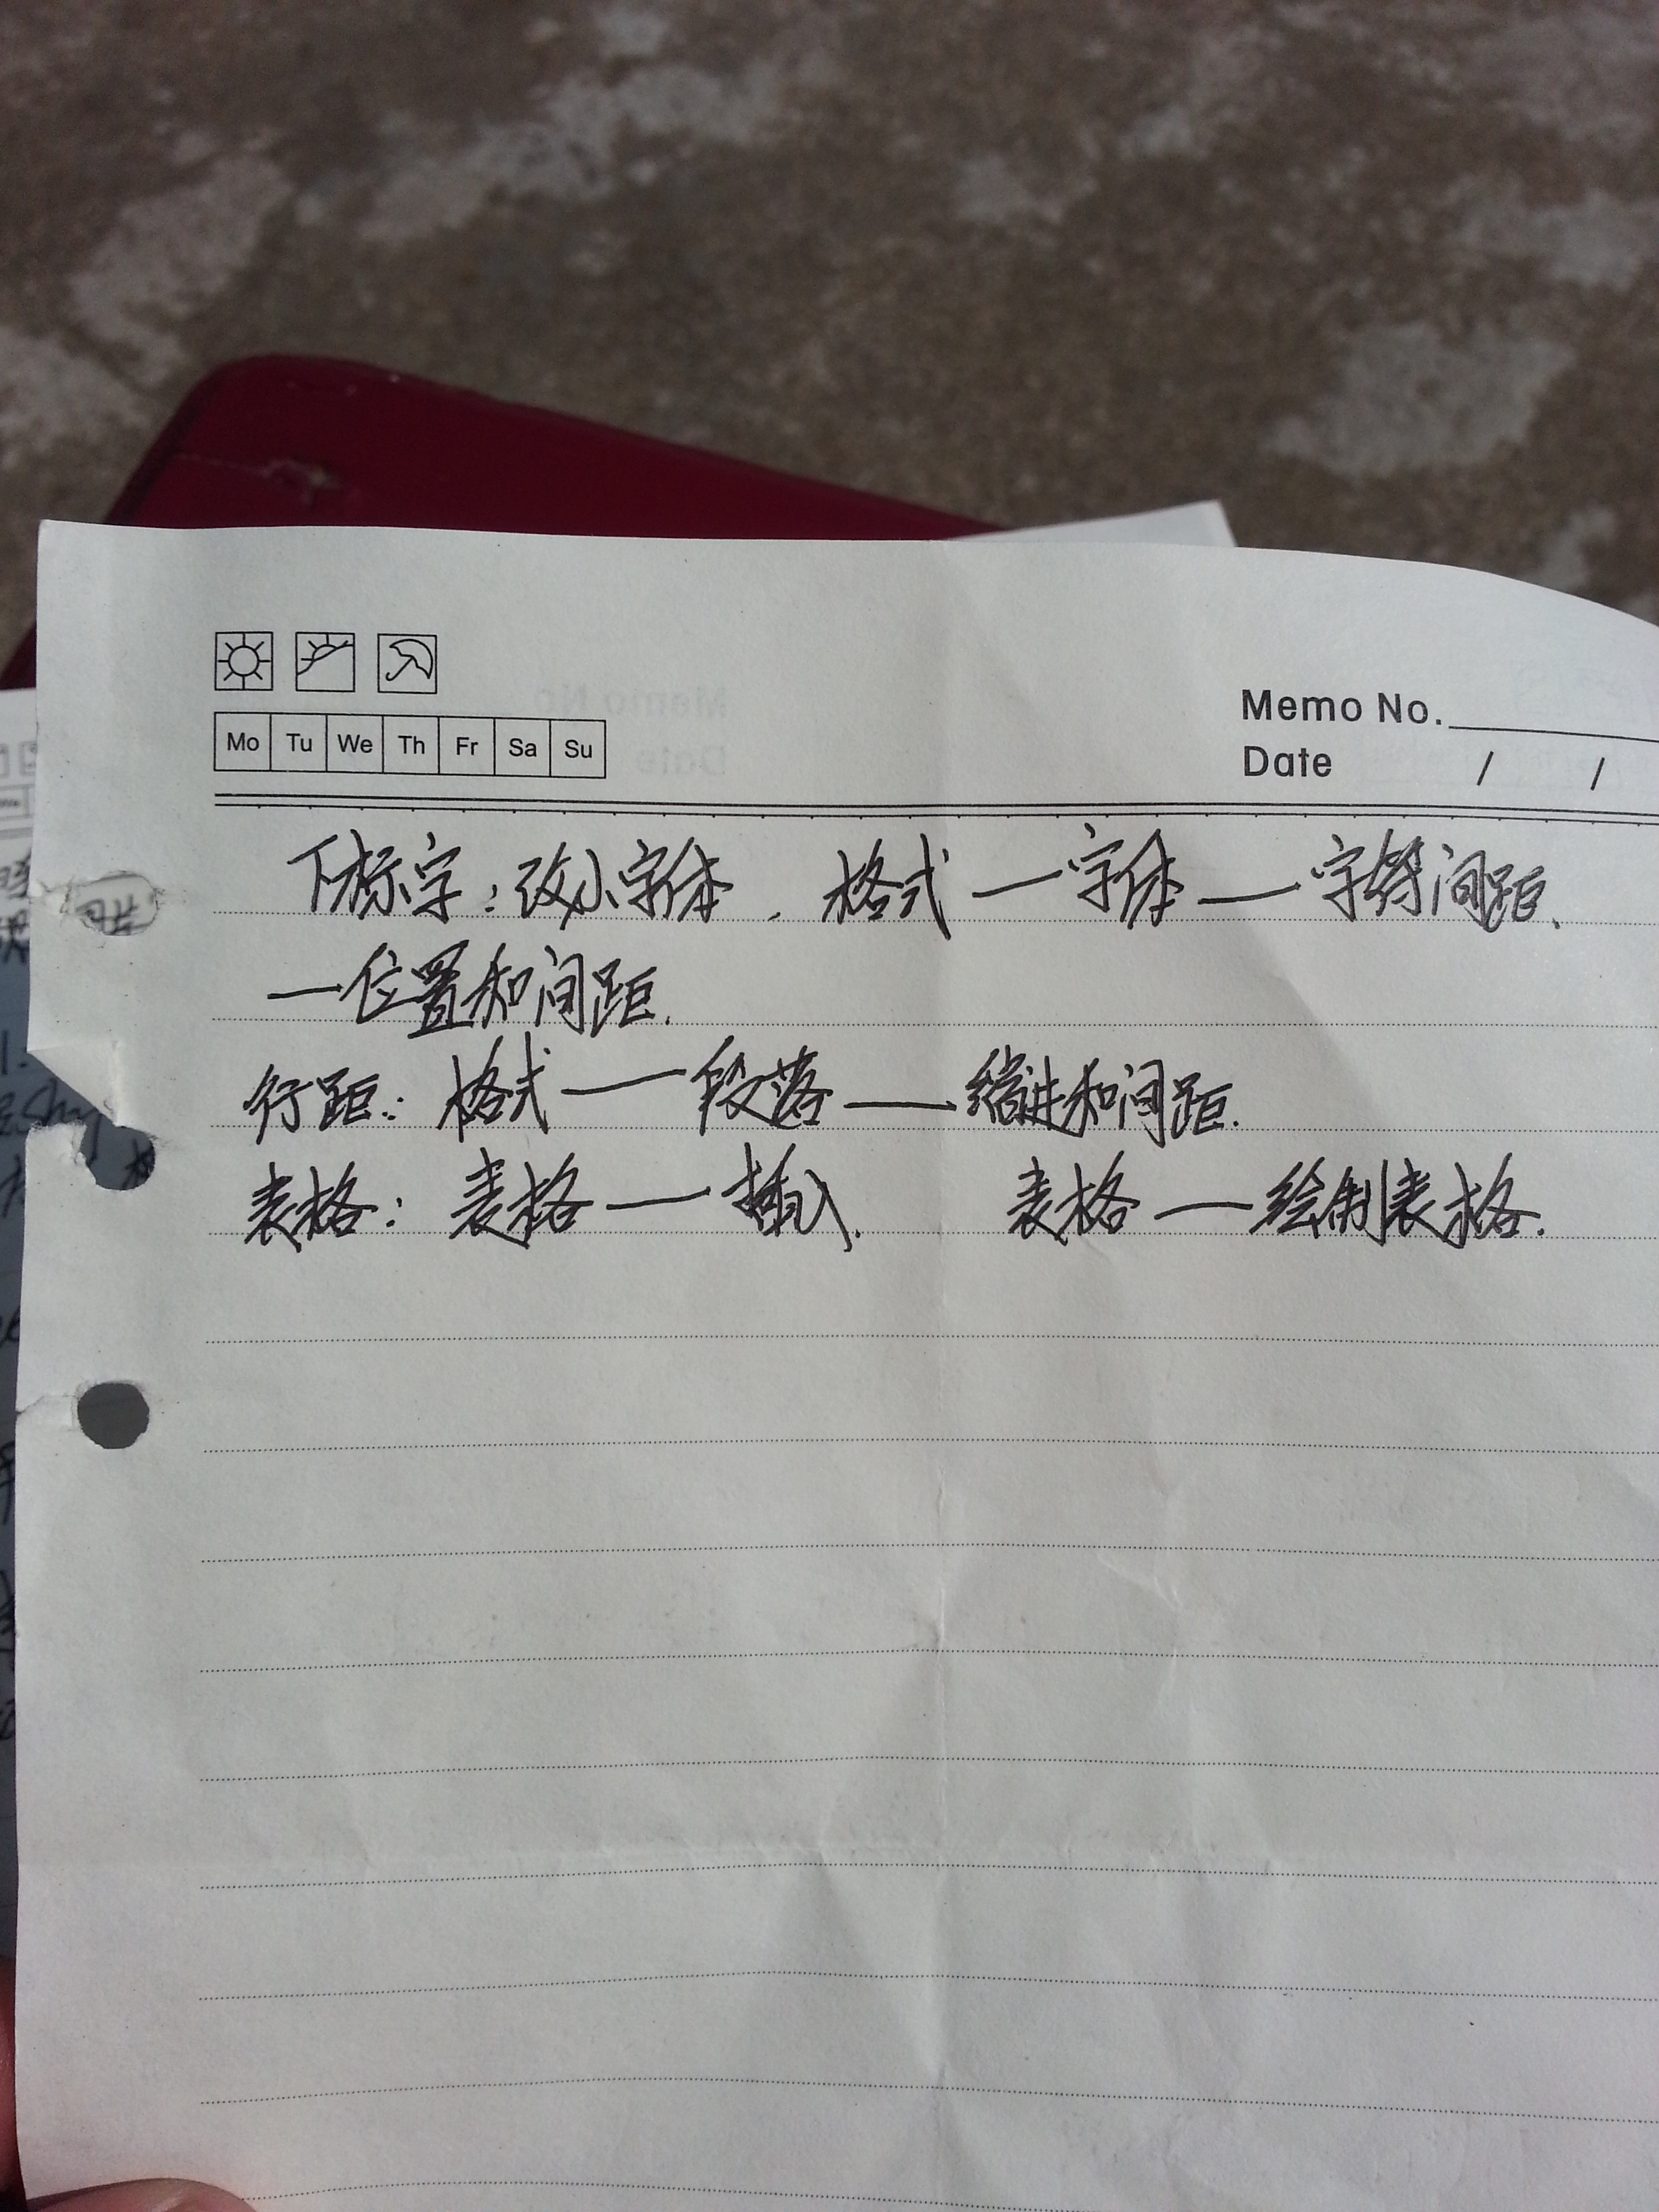 Memo No.
Mo Tu We Th Fr Sa Su
Date / /
下标字：改小字体．格式—字体—字符间距．
—位置和间距．
行距：格式—段落—缩进和间距．
表格：表格—插入． 表格—绘制表格．